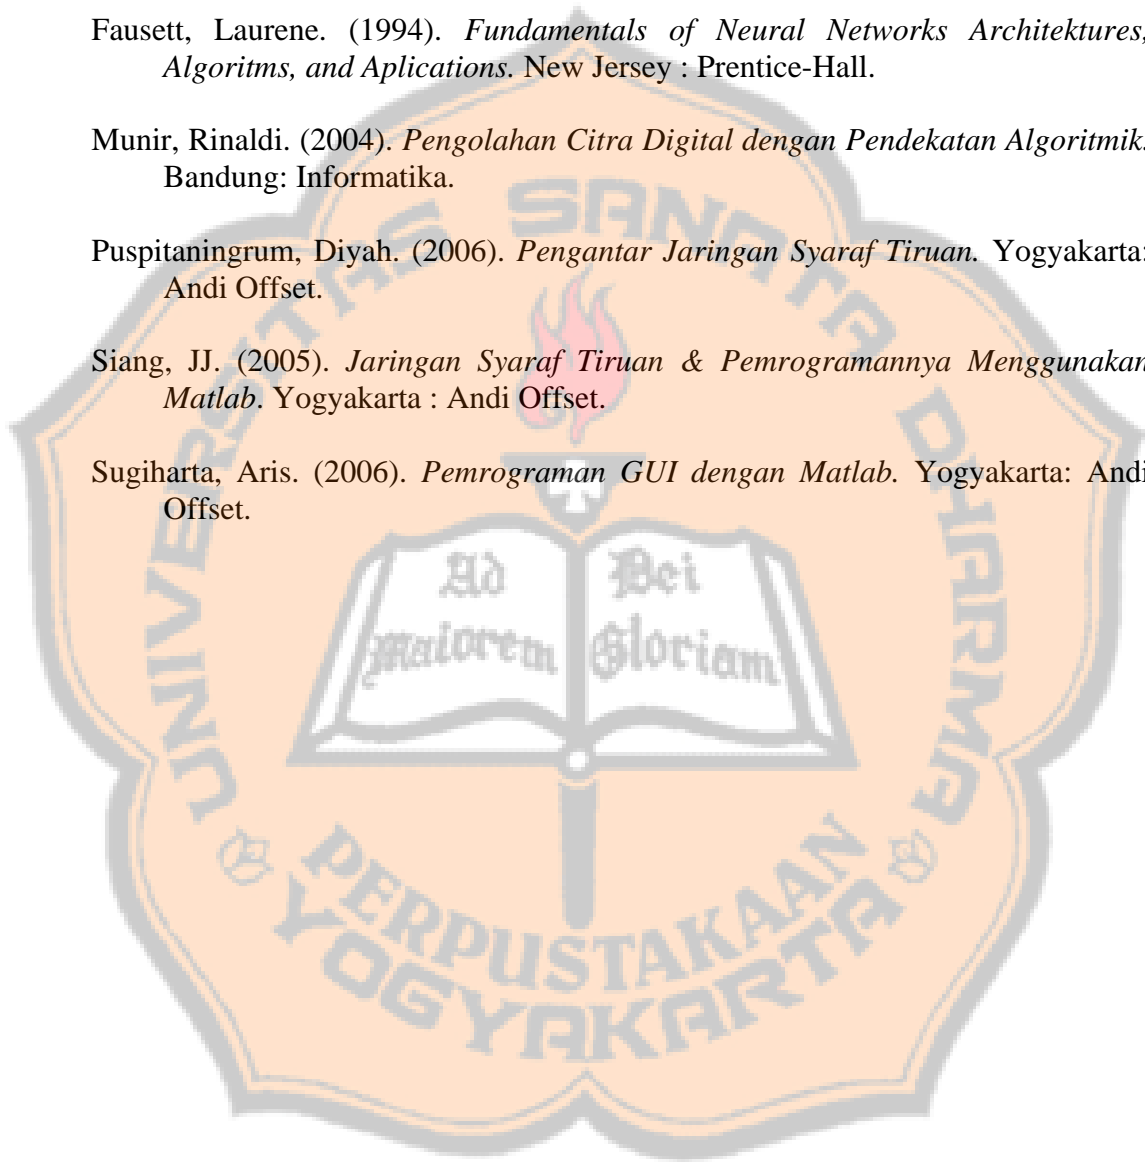 Fausett, Laurene. (1994). Fundamentals of Neural Networks Architektures,
Algoritms, and Aplications. New Jersey : Prentice-Hall.
Munir, Rinaldi. (2004). Pengolahan Citra Digital dengan Pendekatan Algoritmik.
Bandung: Informatika.
Puspitaningrum, Diyah. (2006). Pengantar Jaringan Syaraf Tiruan. Yogyakarta:
Andi Offset.
Siang, JJ. (2005). Jaringan Syaraf Tiruan & Pemrogramannya Menggunakan
Matlab. Yogyakarta : Andi Offset.
Sugiharta, Aris. (2006). Pemrograman GUI dengan Matlab. Yogyakarta: Andi
Offset.
UNIVERSITAS SANATA DHARMA
Ad
maiorem
Dei
Gloriam
PERPUSTAKAAN
YOGYAKARTA